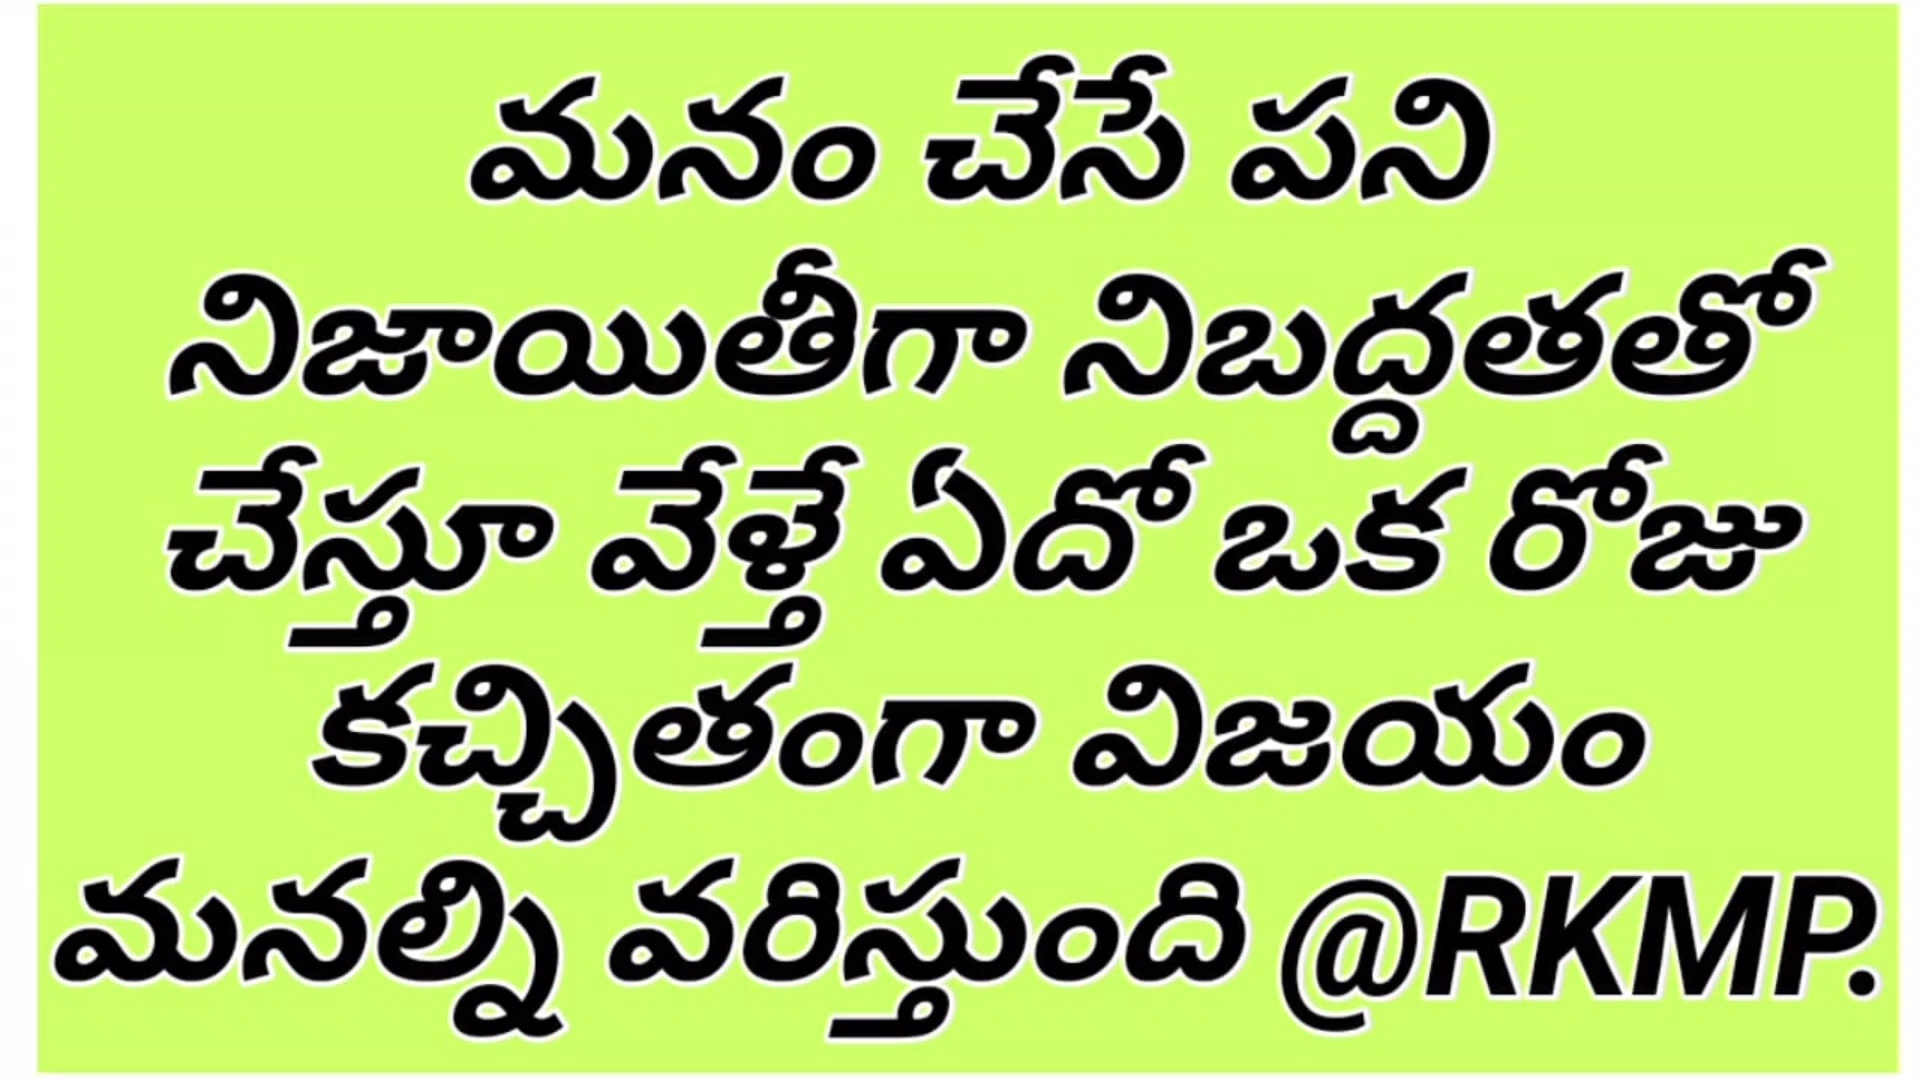 మనం చేసే పని
నిజాయితీగా నిబద్ధతతో
చేస్తూ వేళ్తే ఏదో ఒక రోజు
కచ్చితంగా విజయం
మనల్ని వరిస్తుంది @RKMP.